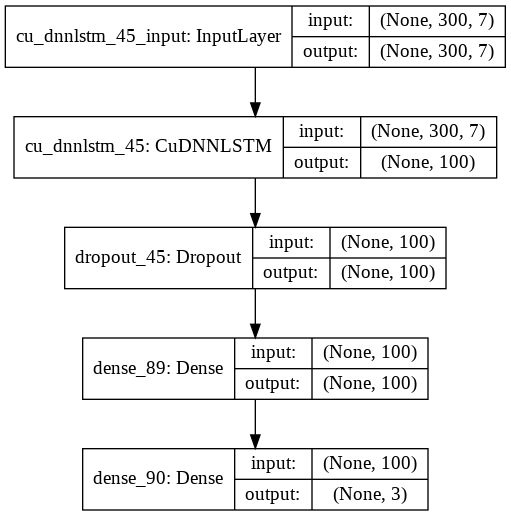 cu_dnnlstm_45_input: InputLayer
input: (None, 300, 7)
output: (None, 300, 7)
cu_dnnlstm_45: CuDNNLSTM
input: (None, 300, 7)
output: (None, 100)
dropout_45: Dropout
input: (None, 100)
output: (None, 100)
dense_89: Dense
input: (None, 100)
output: (None, 100)
dense_90: Dense
input: (None, 100)
output: (None, 3)